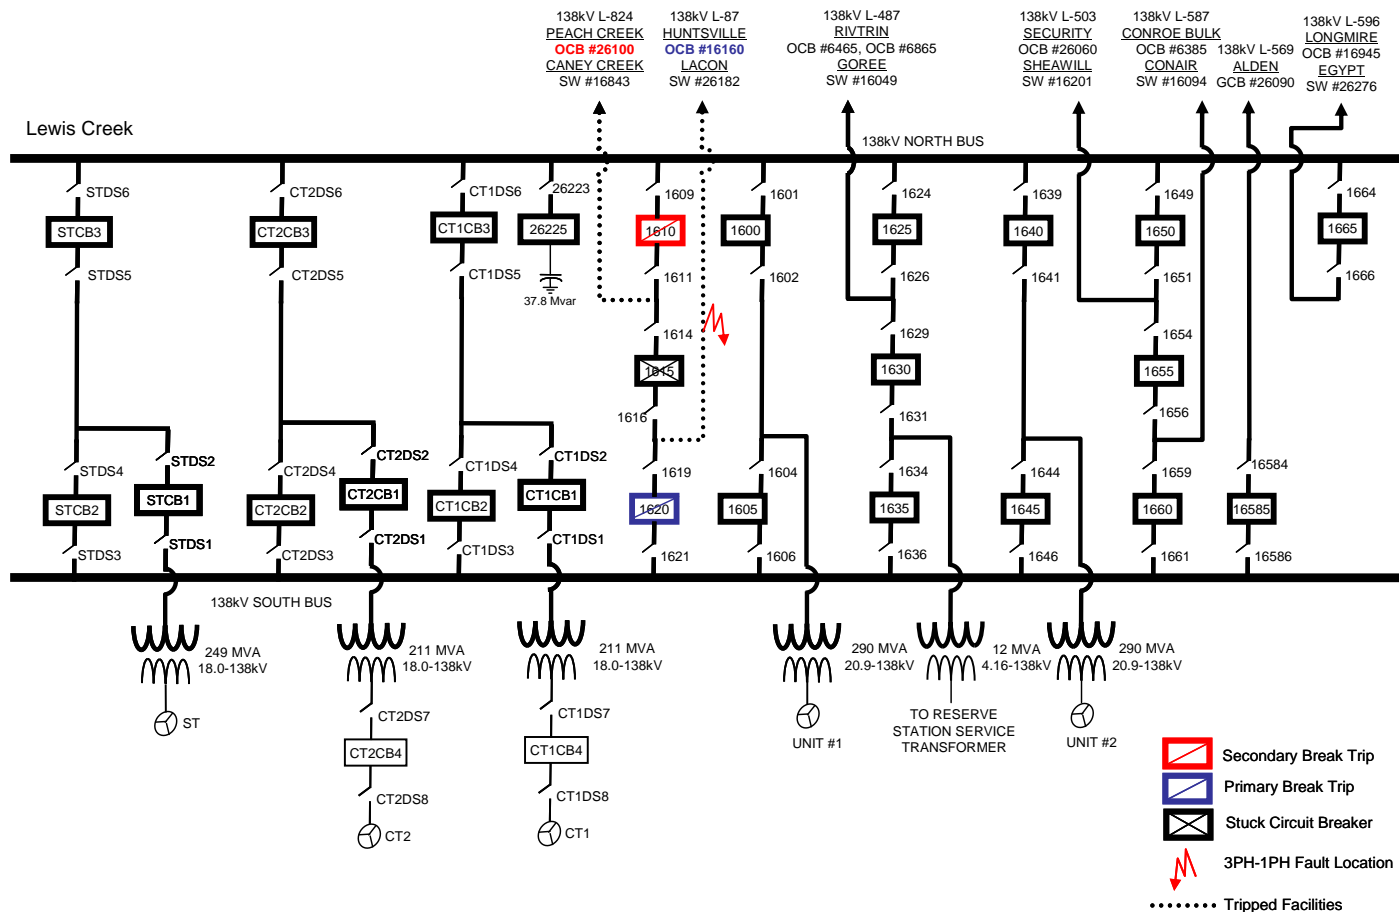 138kV L-824
PEACH CREEK
OCB #26100
CANEY CREEK
SW #16843
138kV L-87
HUNTSVILLE
OCB #16160
LACON
SW #26182
138kV L-487
RIVTRIN
OCB #6465, OCB #6865
GOREE
SW #16049
138kV L-503
SECURITY
OCB #26060
SHEAWILL
SW #16201
138kV L-587
CONROE BULK
OCB #6385
CONAIR
SW #16094
138kV L-569
ALDEN
GCB #26090
138kV L-596
LONGMIRE
OCB #16945
EGYPT
SW #26276
Lewis Creek
138kV NORTH BUS
STDS6
STCB3
STDS5
STDS4
STCB2
STDS3
STDS2
STCB1
STDS1
CT2DS6
CT2CB3
CT2DS5
CT2DS4
CT2CB2
CT2DS3
CT2DS2
CT2CB1
CT2DS1
CT1DS6
CT1CB3
CT1DS5
CT1DS4
CT1CB2
CT1DS3
CT1DS2
CT1CB1
CT1DS1
26223
26225
37.8 Mvar
1609
1610
1611
1614
1615
1616
1619
1620
1621
1601
1600
1602
1604
1605
1606
1624
1625
1626
1629
1630
1631
1634
1635
1636
1639
1640
1641
1644
1645
1646
1649
1650
1651
1654
1655
1656
1659
1660
1661
16584
16585
16586
1664
1665
1666
138kV SOUTH BUS
249 MVA
18.0-138kV
ST
211 MVA
18.0-138kV
CT2DS7
CT2CB4
CT2DS8
CT2
211 MVA
18.0-138kV
CT1DS7
CT1CB4
CT1DS8
CT1
290 MVA
20.9-138kV
UNIT #1
12 MVA
4.16-138kV
TO RESERVE
STATION SERVICE
TRANSFORMER
290 MVA
20.9-138kV
UNIT #2
Secondary Break Trip
Primary Break Trip
Stuck Circuit Breaker
3PH-1PH Fault Location
Tripped Facilities